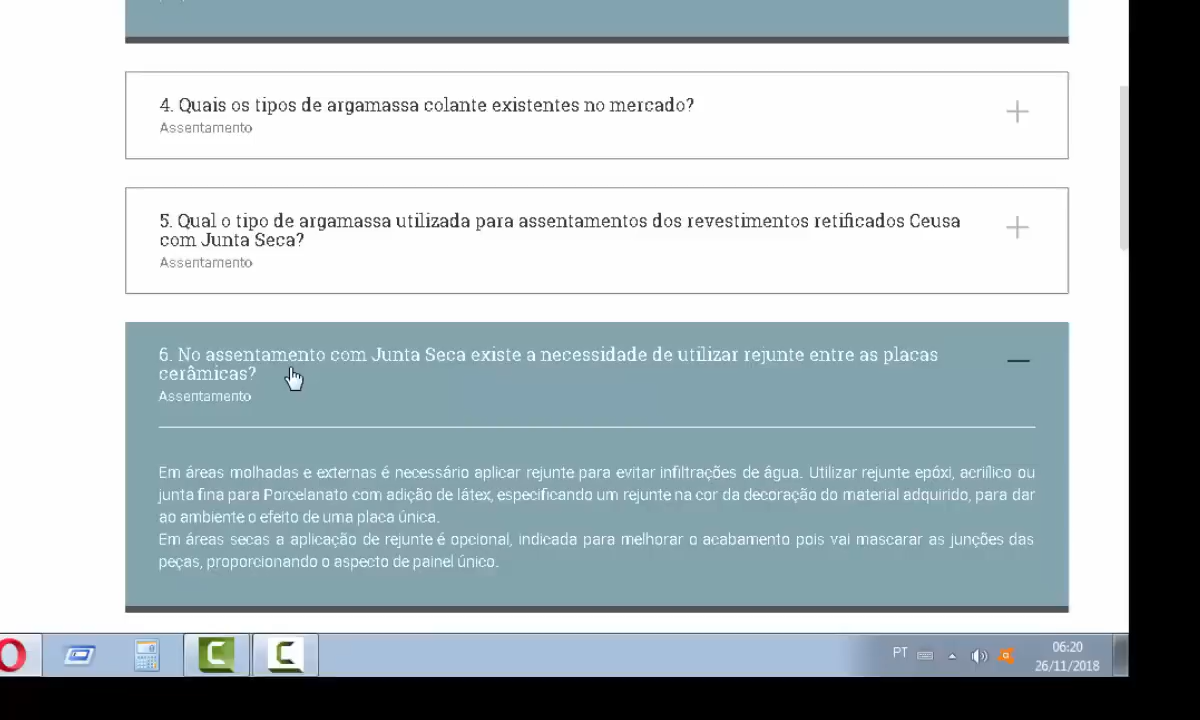 4. Quais os tipos de argamassa colante existentes no mercado?
Assentamento
5. Qual o tipo de argamassa utilizada para assentamentos dos revestimentos retificados Ceusa
com Junta Seca?
Assentamento
6. No assentamento com Junta Seca existe a necessidade de utilizar rejunte entre as placas
cerâmicas?
Assentamento
Em áreas molhadas e externas é necessário aplicar rejunte para evitar infiltrações de água. Utilizar rejunte epóxi, acrílico ou
junta fina para Porcelanato com adição de látex, especificando um rejunte na cor da decoração do material adquirido, para dar
ao ambiente o efeito de uma placa única.
Em áreas secas a aplicação de rejunte é opcional, indicada para melhorar o acabamento pois vai mascarar as junções das
peças, proporcionando o aspecto de painel único.
PT
06:20
26/11/2018